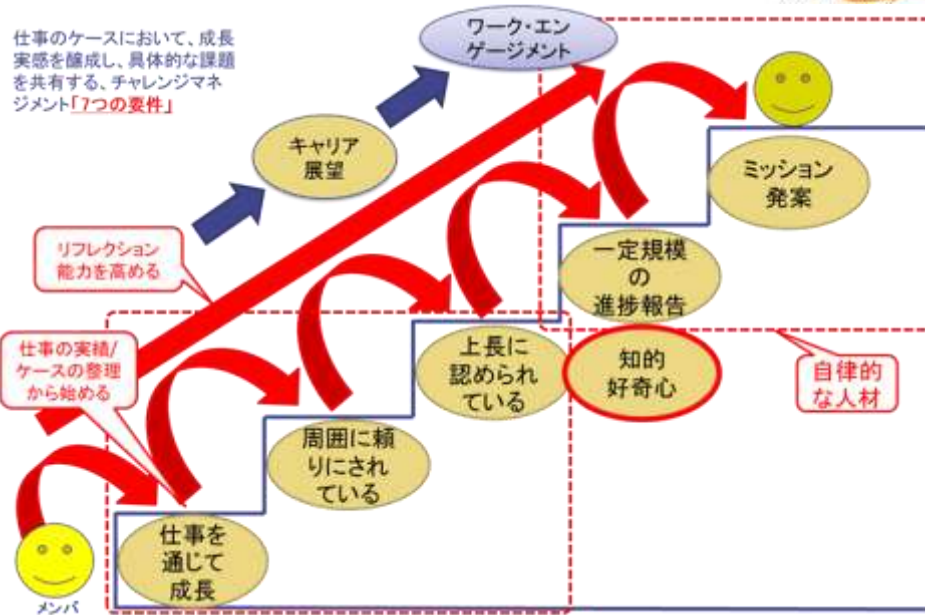 仕事のケースにおいて、成長
実感を醸成し、具体的な課題
を共有する、チャレンジマネ
ジメント「7つの要件」
ワーク・エン
ゲージメント
キャリア
展望
ミッション
発案
リフレクション
能力を高める
一定規模
の
進捗報告
仕事の実績/
ケースの整理
から始める
上長に
認められ
ている
知的
好奇心
自律的
な人材
周囲に頼
りにされ
ている
仕事を
通じて
成長
メンバ